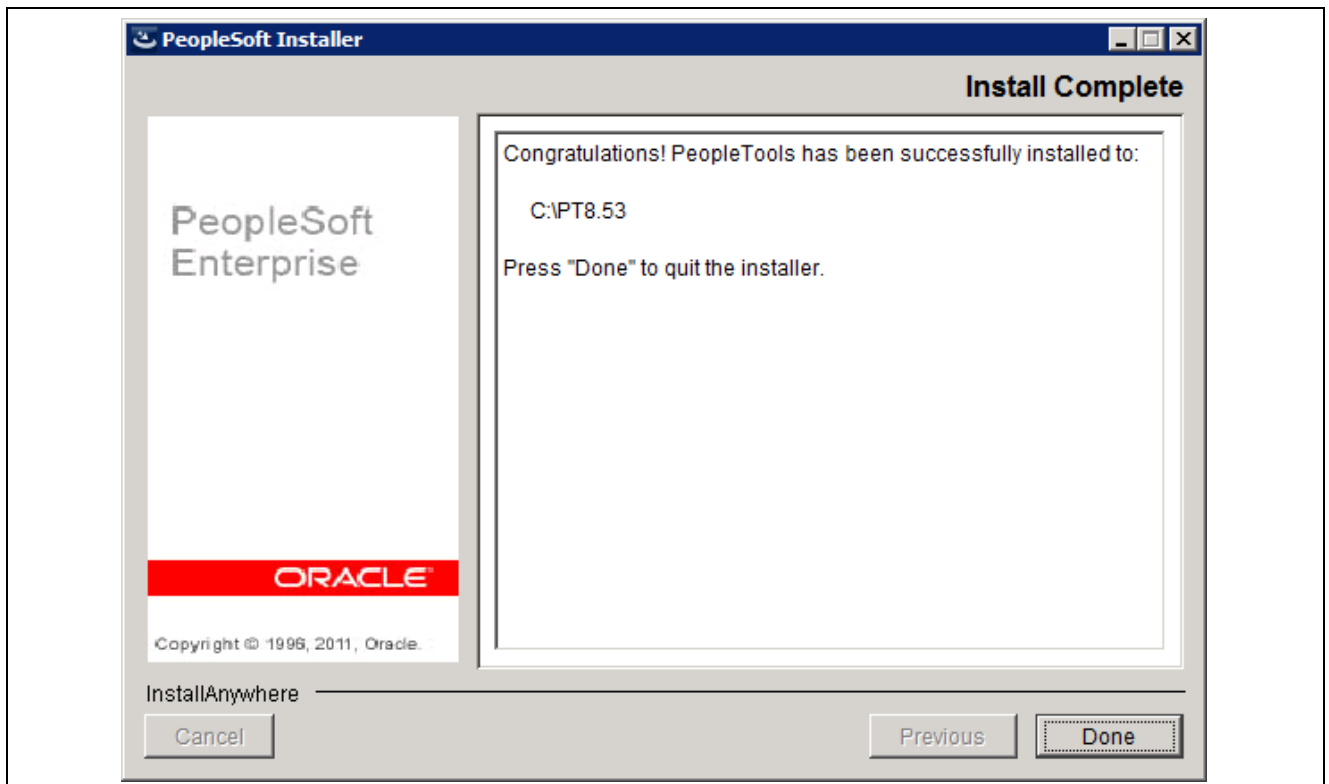 PeopleSoft Installer
Install Complete
PeopleSoft
Enterprise
ORACLE
Copyright © 1996, 2011, Oracle.
Congratulations! PeopleTools has been successfully installed to:
C:\PT8.53
Press "Done" to quit the installer.
InstallAnywhere
Cancel
Previous
Done